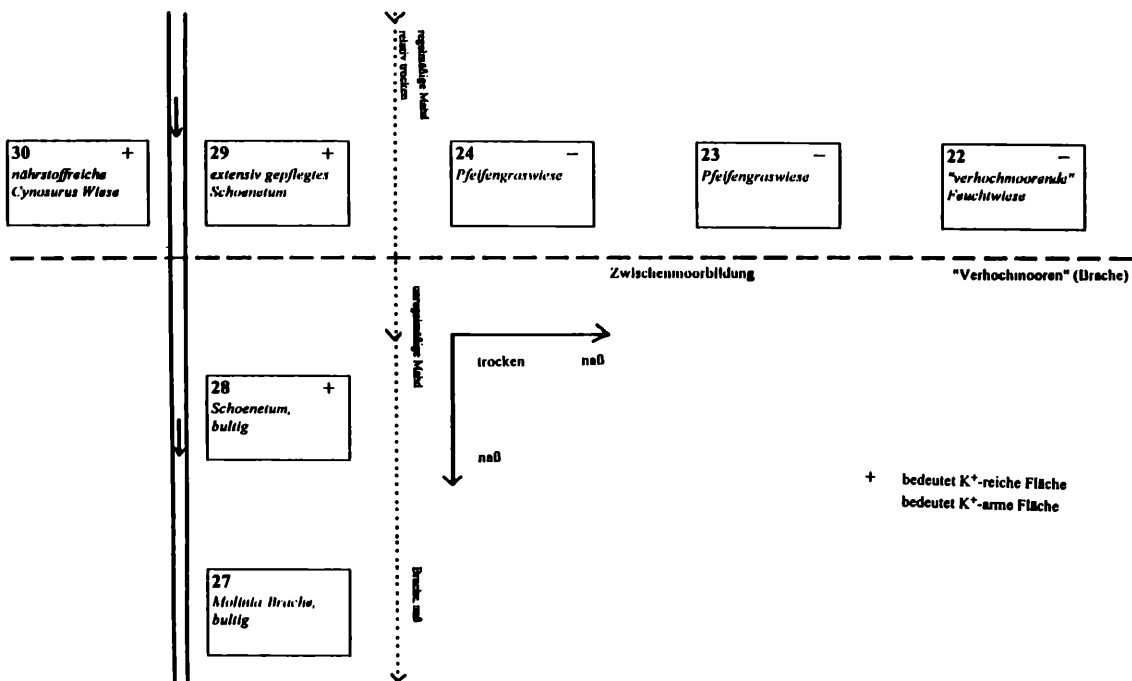 regelmäßige Mahd
relativ trocken
30 +
nährstoffreiche
Cynosurus Wiese
29 +
extensiv gepflegtes
Schoenetum
24 −
Pfeifengraswiese
23 −
Pfeifengraswiese
22 −
"verhochmoorende"
Feuchtwiese
Zwischenmoorbildung
"Verhochmooren" (Brache)
unregelmäßige Mahd
trocken naß
naß
28 +
Schoenetum,
bultig
+ bedeutet K⁺-reiche Fläche
bedeutet K⁺-arme Fläche
27
Molinia Brache,
bultig
Brache, naß